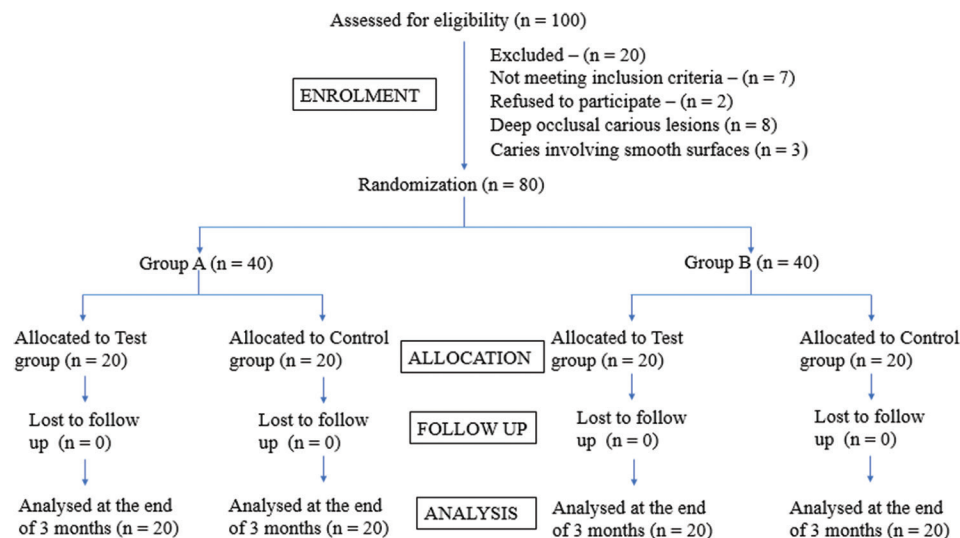 Assessed for eligibility (n = 100)
Excluded – (n = 20)
Not meeting inclusion criteria – (n = 7)
Refused to participate – (n = 2)
Deep occlusal carious lesions (n = 8)
Caries involving smooth surfaces (n = 3)
ENROLMENT
Randomization (n = 80)
Group A (n = 40)
Group B (n = 40)
Allocated to Test
group (n = 20)
Allocated to Control
group (n = 20)
ALLOCATION
Allocated to Test
group (n = 20)
Allocated to Control
group (n = 20)
Lost to follow
up (n = 0)
Lost to follow
up (n = 0)
FOLLOW UP
Lost to follow
up (n = 0)
Lost to follow
up (n = 0)
Analysed at the end
of 3 months (n = 20)
Analysed at the end
of 3 months (n = 20)
ANALYSIS
Analysed at the end
of 3 months (n = 20)
Analysed at the end
of 3 months (n = 20)